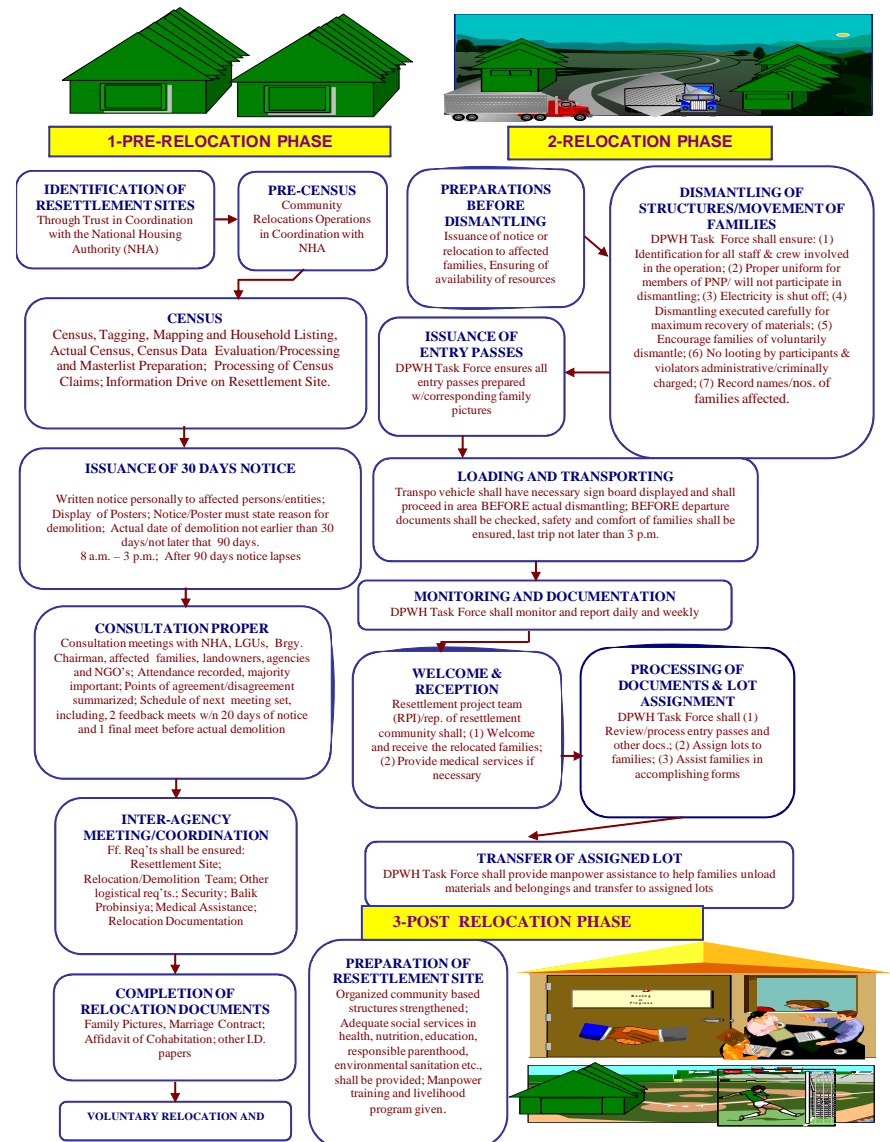 1-PRE-RELOCATION PHASE
IDENTIFICATION OF
RESETTLEMENT SITES
Through Trust in Coordination
with the National Housing
Authority (NHA)
PRE-CENSUS
Community
Relocations Operations
in Coordination with
NHA
CENSUS
Census, Tagging, Mapping and Household Listing,
Actual Census, Census Data Evaluation/Processing
and Masterlist Preparation; Processing of Census
Claims; Information Drive on Resettlement Site.
ISSUANCE OF 30 DAYS NOTICE
Written notice personally to affected persons/entities;
Display of Posters; Notice/Poster must state reason for
demolition; Actual date of demolition not earlier than 30
days/not later that 90 days.
8 a.m. – 3 p.m.; After 90 days notice lapses
CONSULTATION PROPER
Consultation meetings with NHA, LGUs, Brgy.
Chairman, affected families, landowners, agencies
and NGO's; Attendance recorded, majority
important; Points of agreement/disagreement
summarized; Schedule of next meeting set,
including, 2 feedback meets w/n 20 days of notice
and 1 final meet before actual demolition
INTER-AGENCY
MEETING/COORDINATION
Ff. Req'ts shall be ensured:
Resettlement Site;
Relocation/Demolition Team; Other
logistical req'ts.; Security; Balik
Probinsiya; Medical Assistance;
Relocation Documentation
COMPLETION OF
RELOCATION DOCUMENTS
Family Pictures, Marriage Contract;
Affidavit of Cohabitation; other I.D.
papers
VOLUNTARY RELOCATION AND
2-RELOCATION PHASE
PREPARATIONS
BEFORE
DISMANTLING
Issuance of notice or
relocation to affected
families, Ensuring of
availability of resources
DISMANTLING OF
STRUCTURES/MOVEMENT OF
FAMILIES
DPWH Task Force shall ensure: (1)
Identification for all staff & crew involved
in the operation; (2) Proper uniform for
members of PNP/ will not participate in
dismantling; (3) Electricity is shut off; (4)
Dismantling executed carefully for
maximum recovery of materials; (5)
Encourage families of voluntarily
dismantle; (6) No looting by participants &
violators administrative/criminally
charged; (7) Record names/nos. of
families affected.
ISSUANCE OF
ENTRY PASSES
DPWH Task Force ensures all
entry passes prepared
w/corresponding family
pictures
LOADING AND TRANSPORTING
Transpo vehicle shall have necessary sign board displayed and shall
proceed in area BEFORE actual dismantling; BEFORE departure
documents shall be checked, safety and comfort of families shall be
ensured, last trip not later than 3 p.m.
MONITORING AND DOCUMENTATION
DPWH Task Force shall monitor and report daily and weekly
WELCOME &
RECEPTION
Resettlement project team
(RPI)/rep. of resettlement
community shall; (1) Welcome
and receive the relocated families;
(2) Provide medical services if
necessary
PROCESSING OF
DOCUMENTS & LOT
ASSIGNMENT
DPWH Task Force shall (1)
Review/process entry passes and
other docs.; (2) Assign lots to
families; (3) Assist families in
accomplishing forms
TRANSFER OF ASSIGNED LOT
DPWH Task Force shall provide manpower assistance to help families unload
materials and belongings and transfer to assigned lots
3-POST RELOCATION PHASE
PREPARATION OF
RESETTLEMENT SITE
Organized community based
structures strengthened;
Adequate social services in
health, nutrition, education,
responsible parenthood,
environmental sanitation etc.,
shall be provided; Manpower
training and livelihood
program given.
Meeting
in
Progress